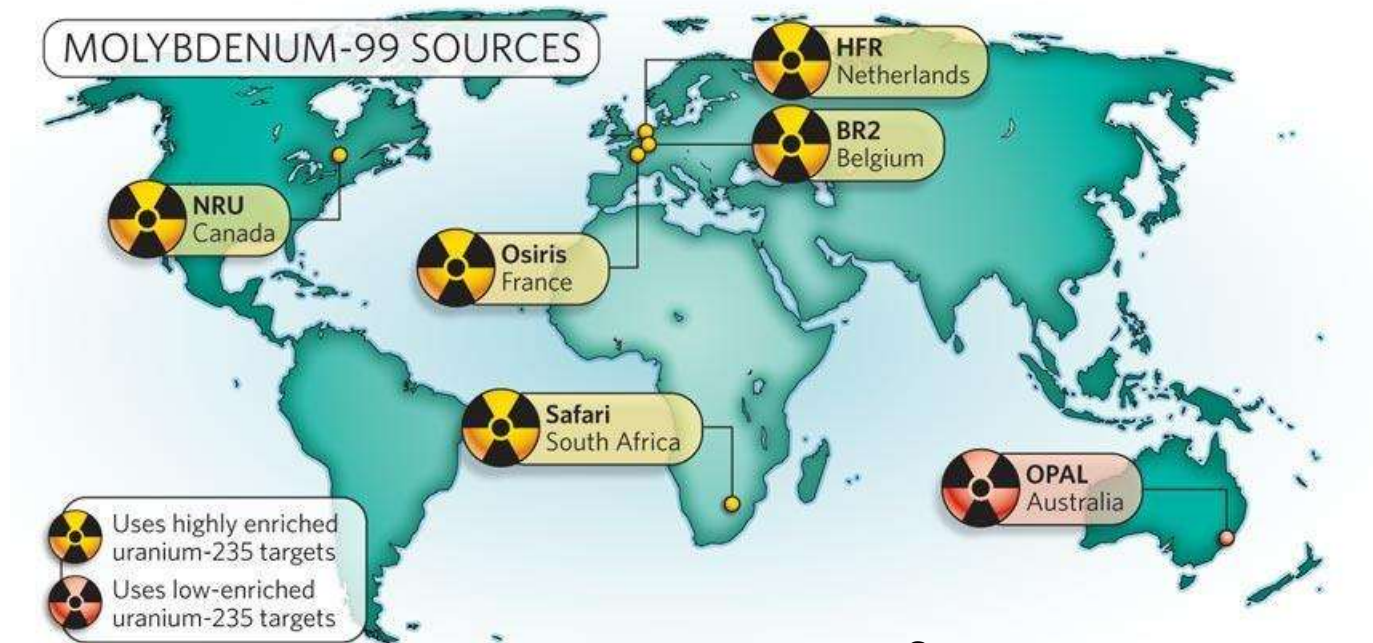 MOLYBDENUM-99 SOURCES
HFR
Netherlands
BR2
Belgium
NRU
Canada
Osiris
France
Safari
South Africa
OPAL
Australia
Uses highly enriched
uranium-235 targets
Uses low-enriched
uranium-235 targets